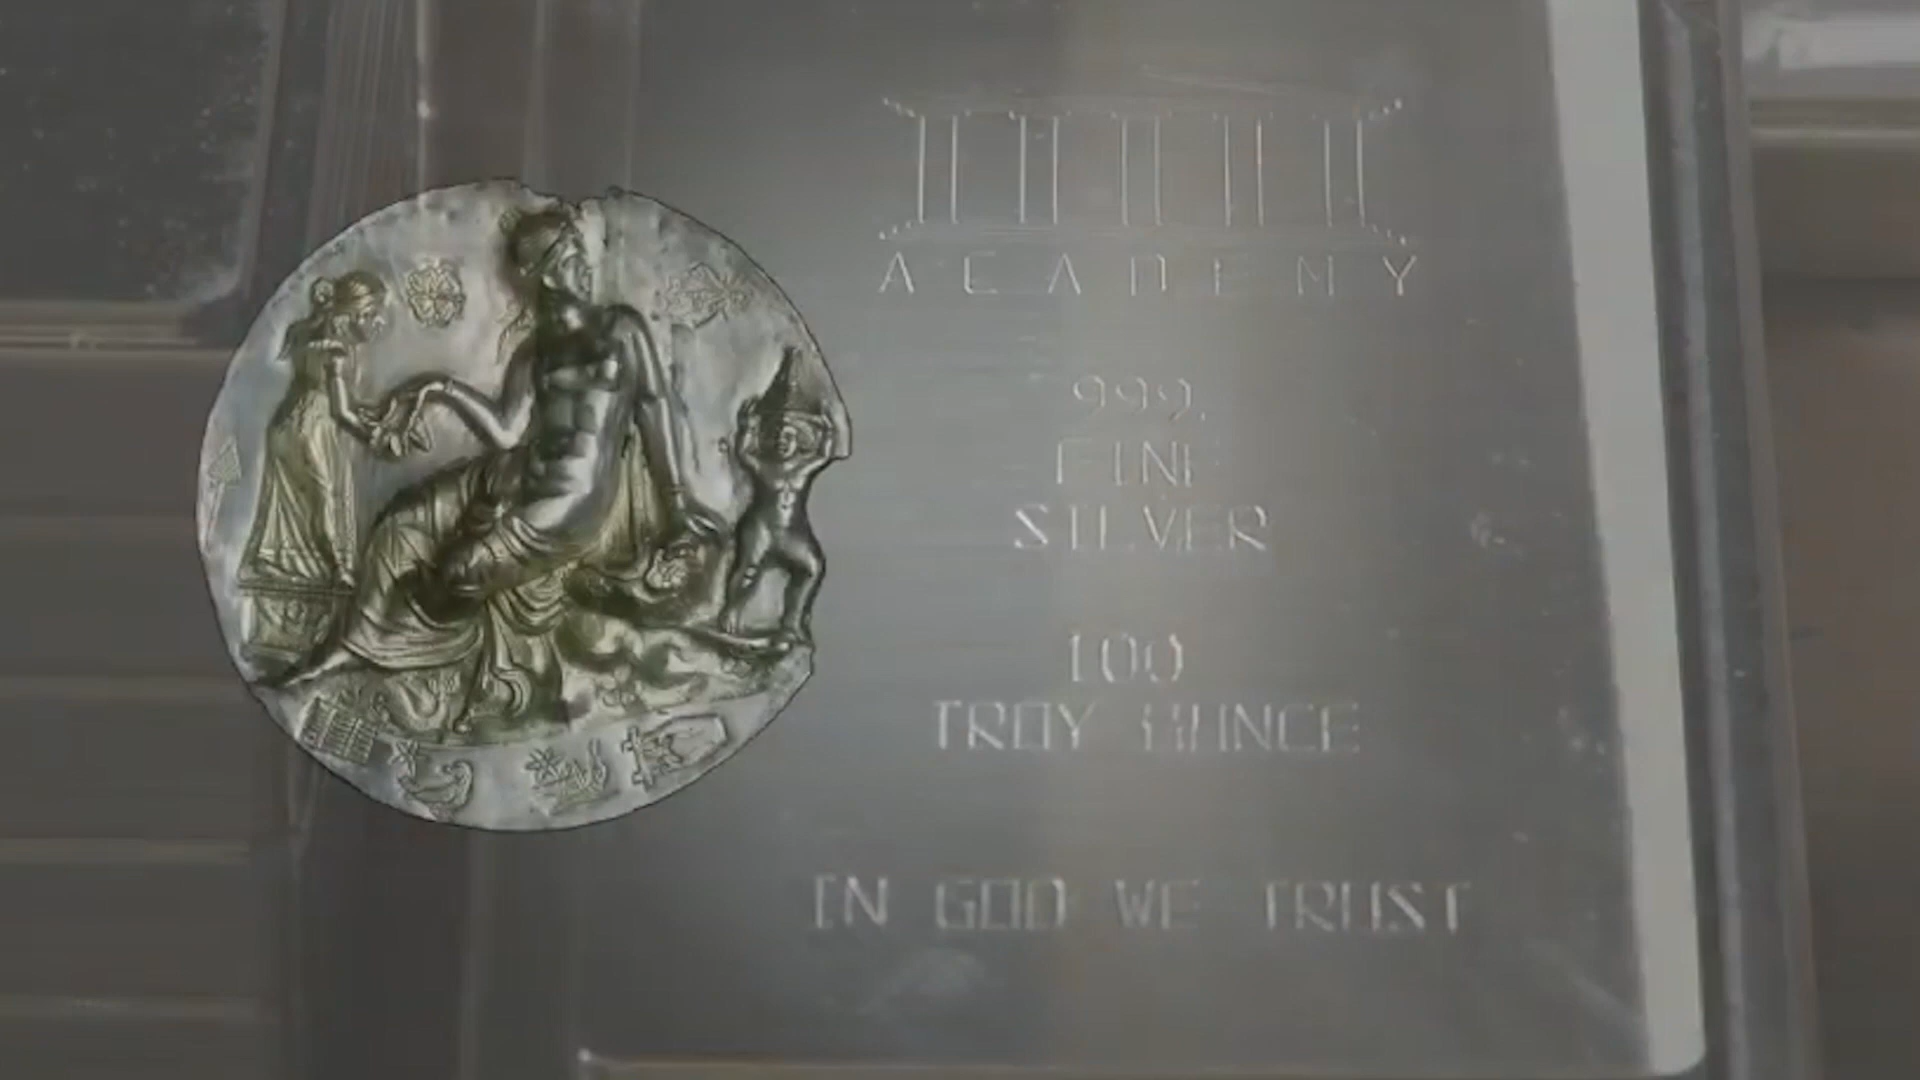 ACADEMY
999.
FINE
SILVER
100
TROY OUNCE
IN GOD WE TRUST